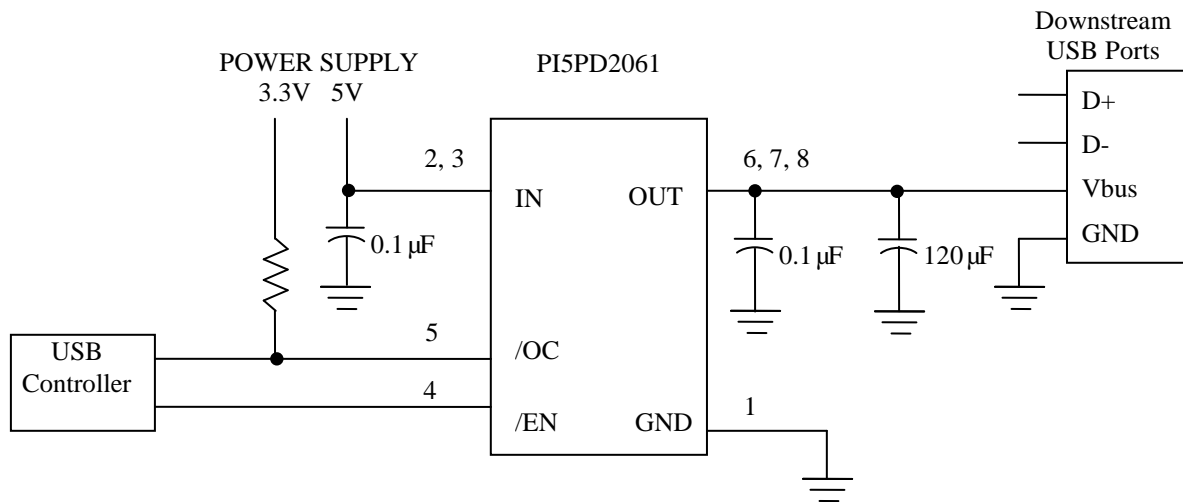 Downstream
USB Ports
POWER SUPPLY
3.3V 5V
PI5PD2061
D+
D-
2, 3
6, 7, 8
IN
OUT
Vbus
GND
0.1 µF
0.1 µF
120 µF
USB
Controller
5
/OC
4
/EN
GND
1